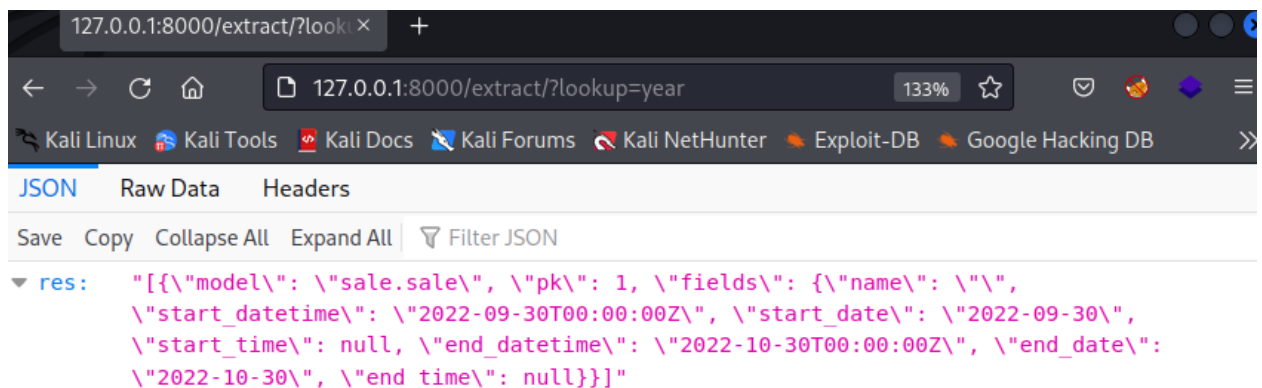 127.0.0.1:8000/extract/?look
127.0.0.1:8000/extract/?lookup=year 133%
Kali Linux Kali Tools Kali Docs Kali Forums Kali NetHunter Exploit-DB Google Hacking DB
JSON Raw Data Headers
Save Copy Collapse All Expand All Filter JSON
res: "[{\"model\": \"sale.sale\", \"pk\": 1, \"fields\": {\"name\": \"\",
\"start_datetime\": \"2022-09-30T00:00:00Z\", \"start_date\": \"2022-09-30\",
\"start_time\": null, \"end_datetime\": \"2022-10-30T00:00:00Z\", \"end_date\":
\"2022-10-30\", \"end_time\": null}}]"